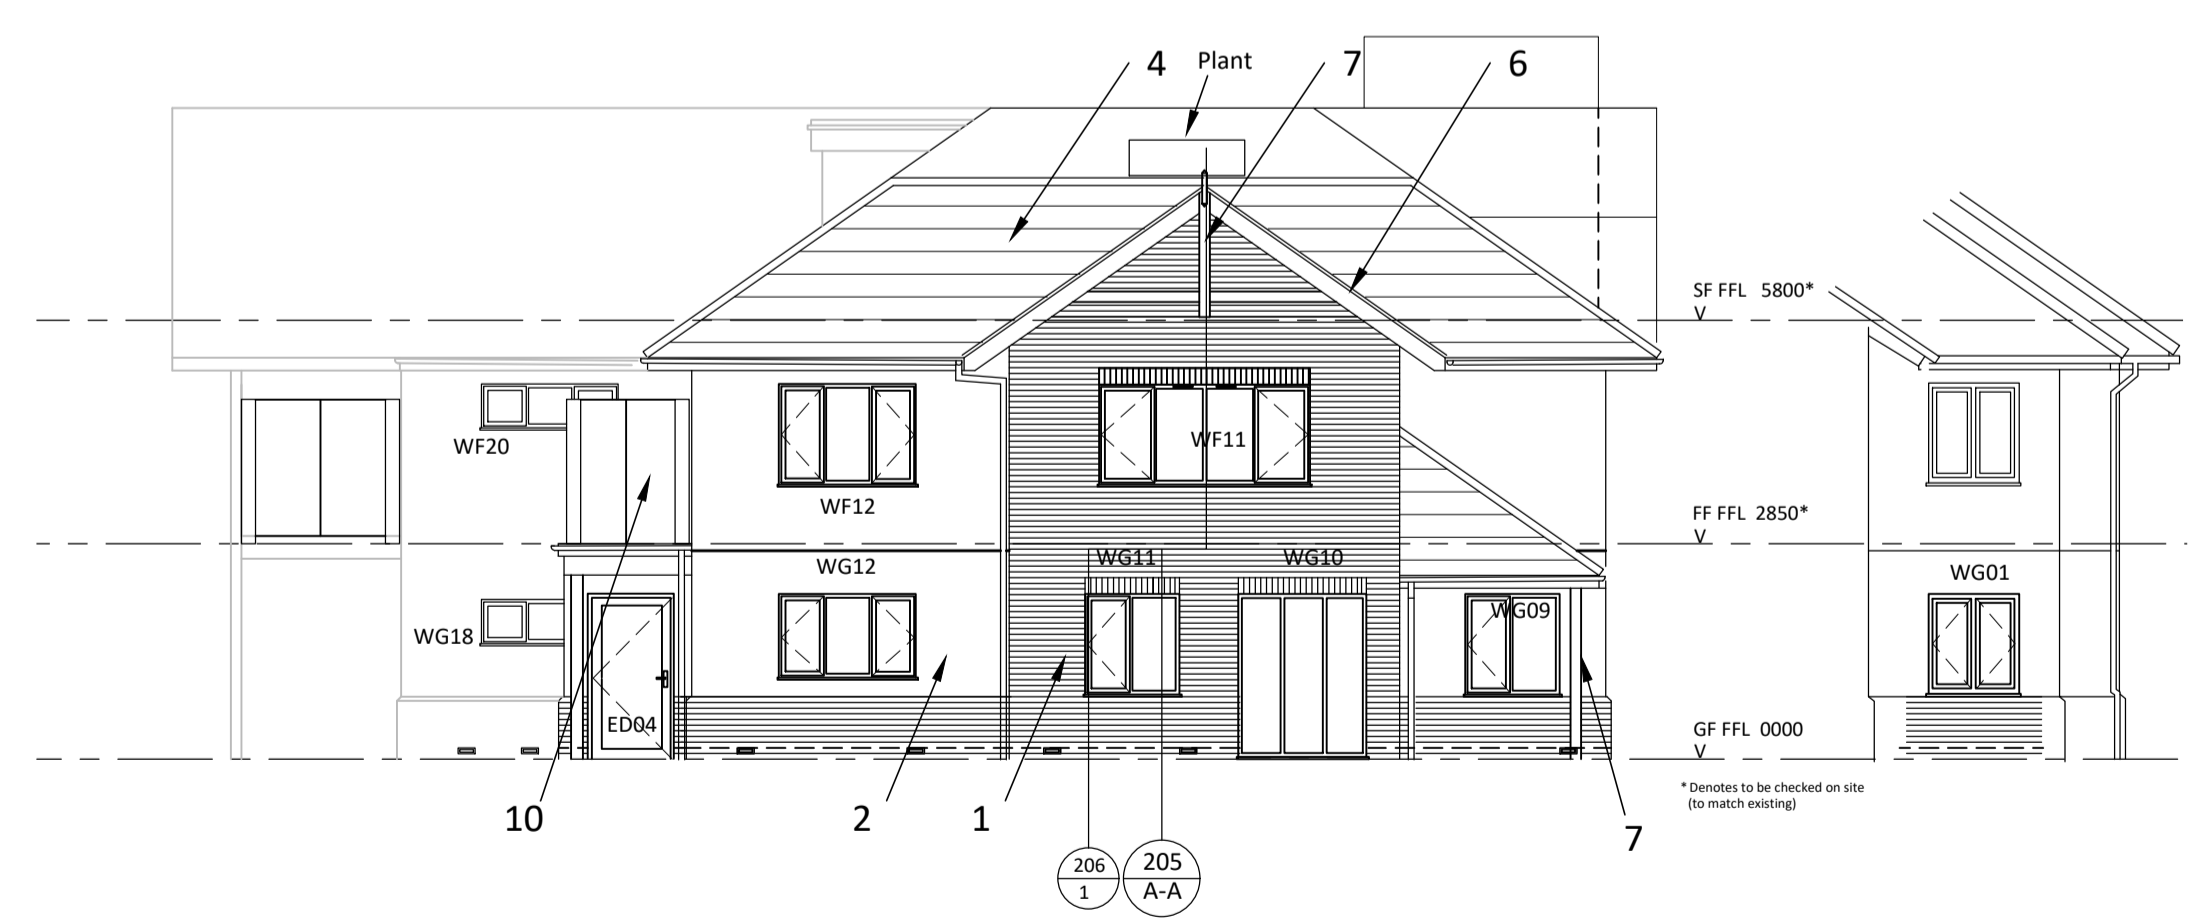 4 Plant 7 6
SF FFL 5800*
V
WF20
WF11
WF12
FF FFL 2850*
V
WG12
WG11
WG10
WG01
WG09
WG18
ED04
GF FFL 0000
V
* Denotes to be checked on site
(to match existing)
10
2
1
7
206
1
205
A-A